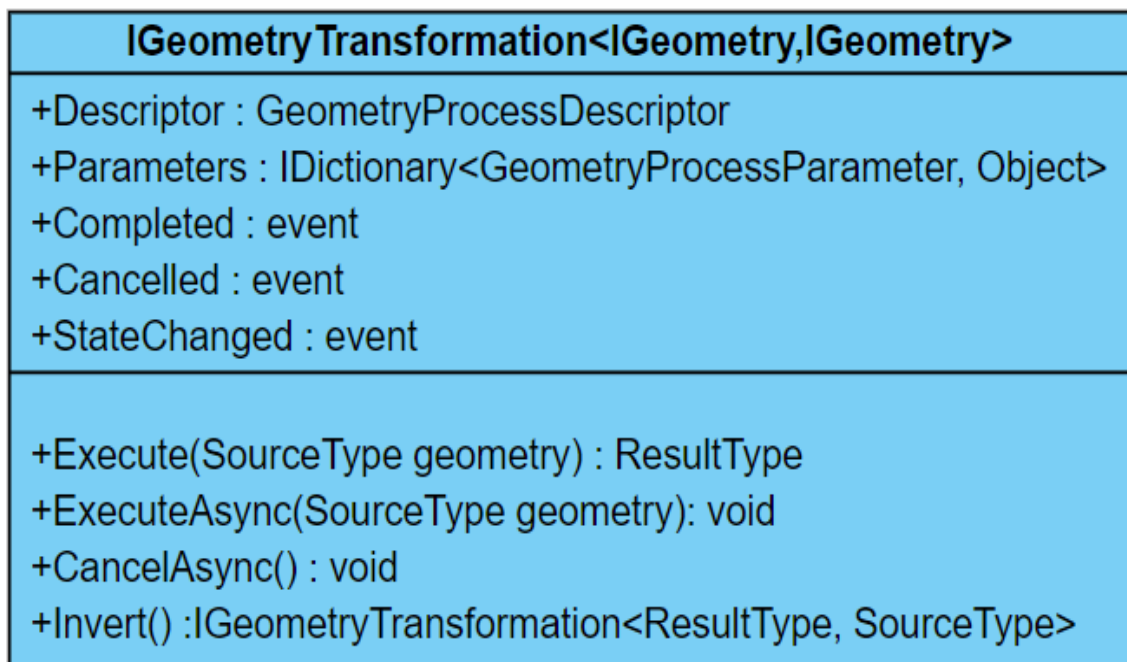 IGeometryTransformation<IGeometry,IGeometry>
+Descriptor : GeometryProcessDescriptor
+Parameters : IDictionary<GeometryProcessParameter, Object>
+Completed : event
+Cancelled : event
+StateChanged : event
+Execute(SourceType geometry) : ResultType
+ExecuteAsync(SourceType geometry): void
+CancelAsync() : void
+Invert() :IGeometryTransformation<ResultType, SourceType>